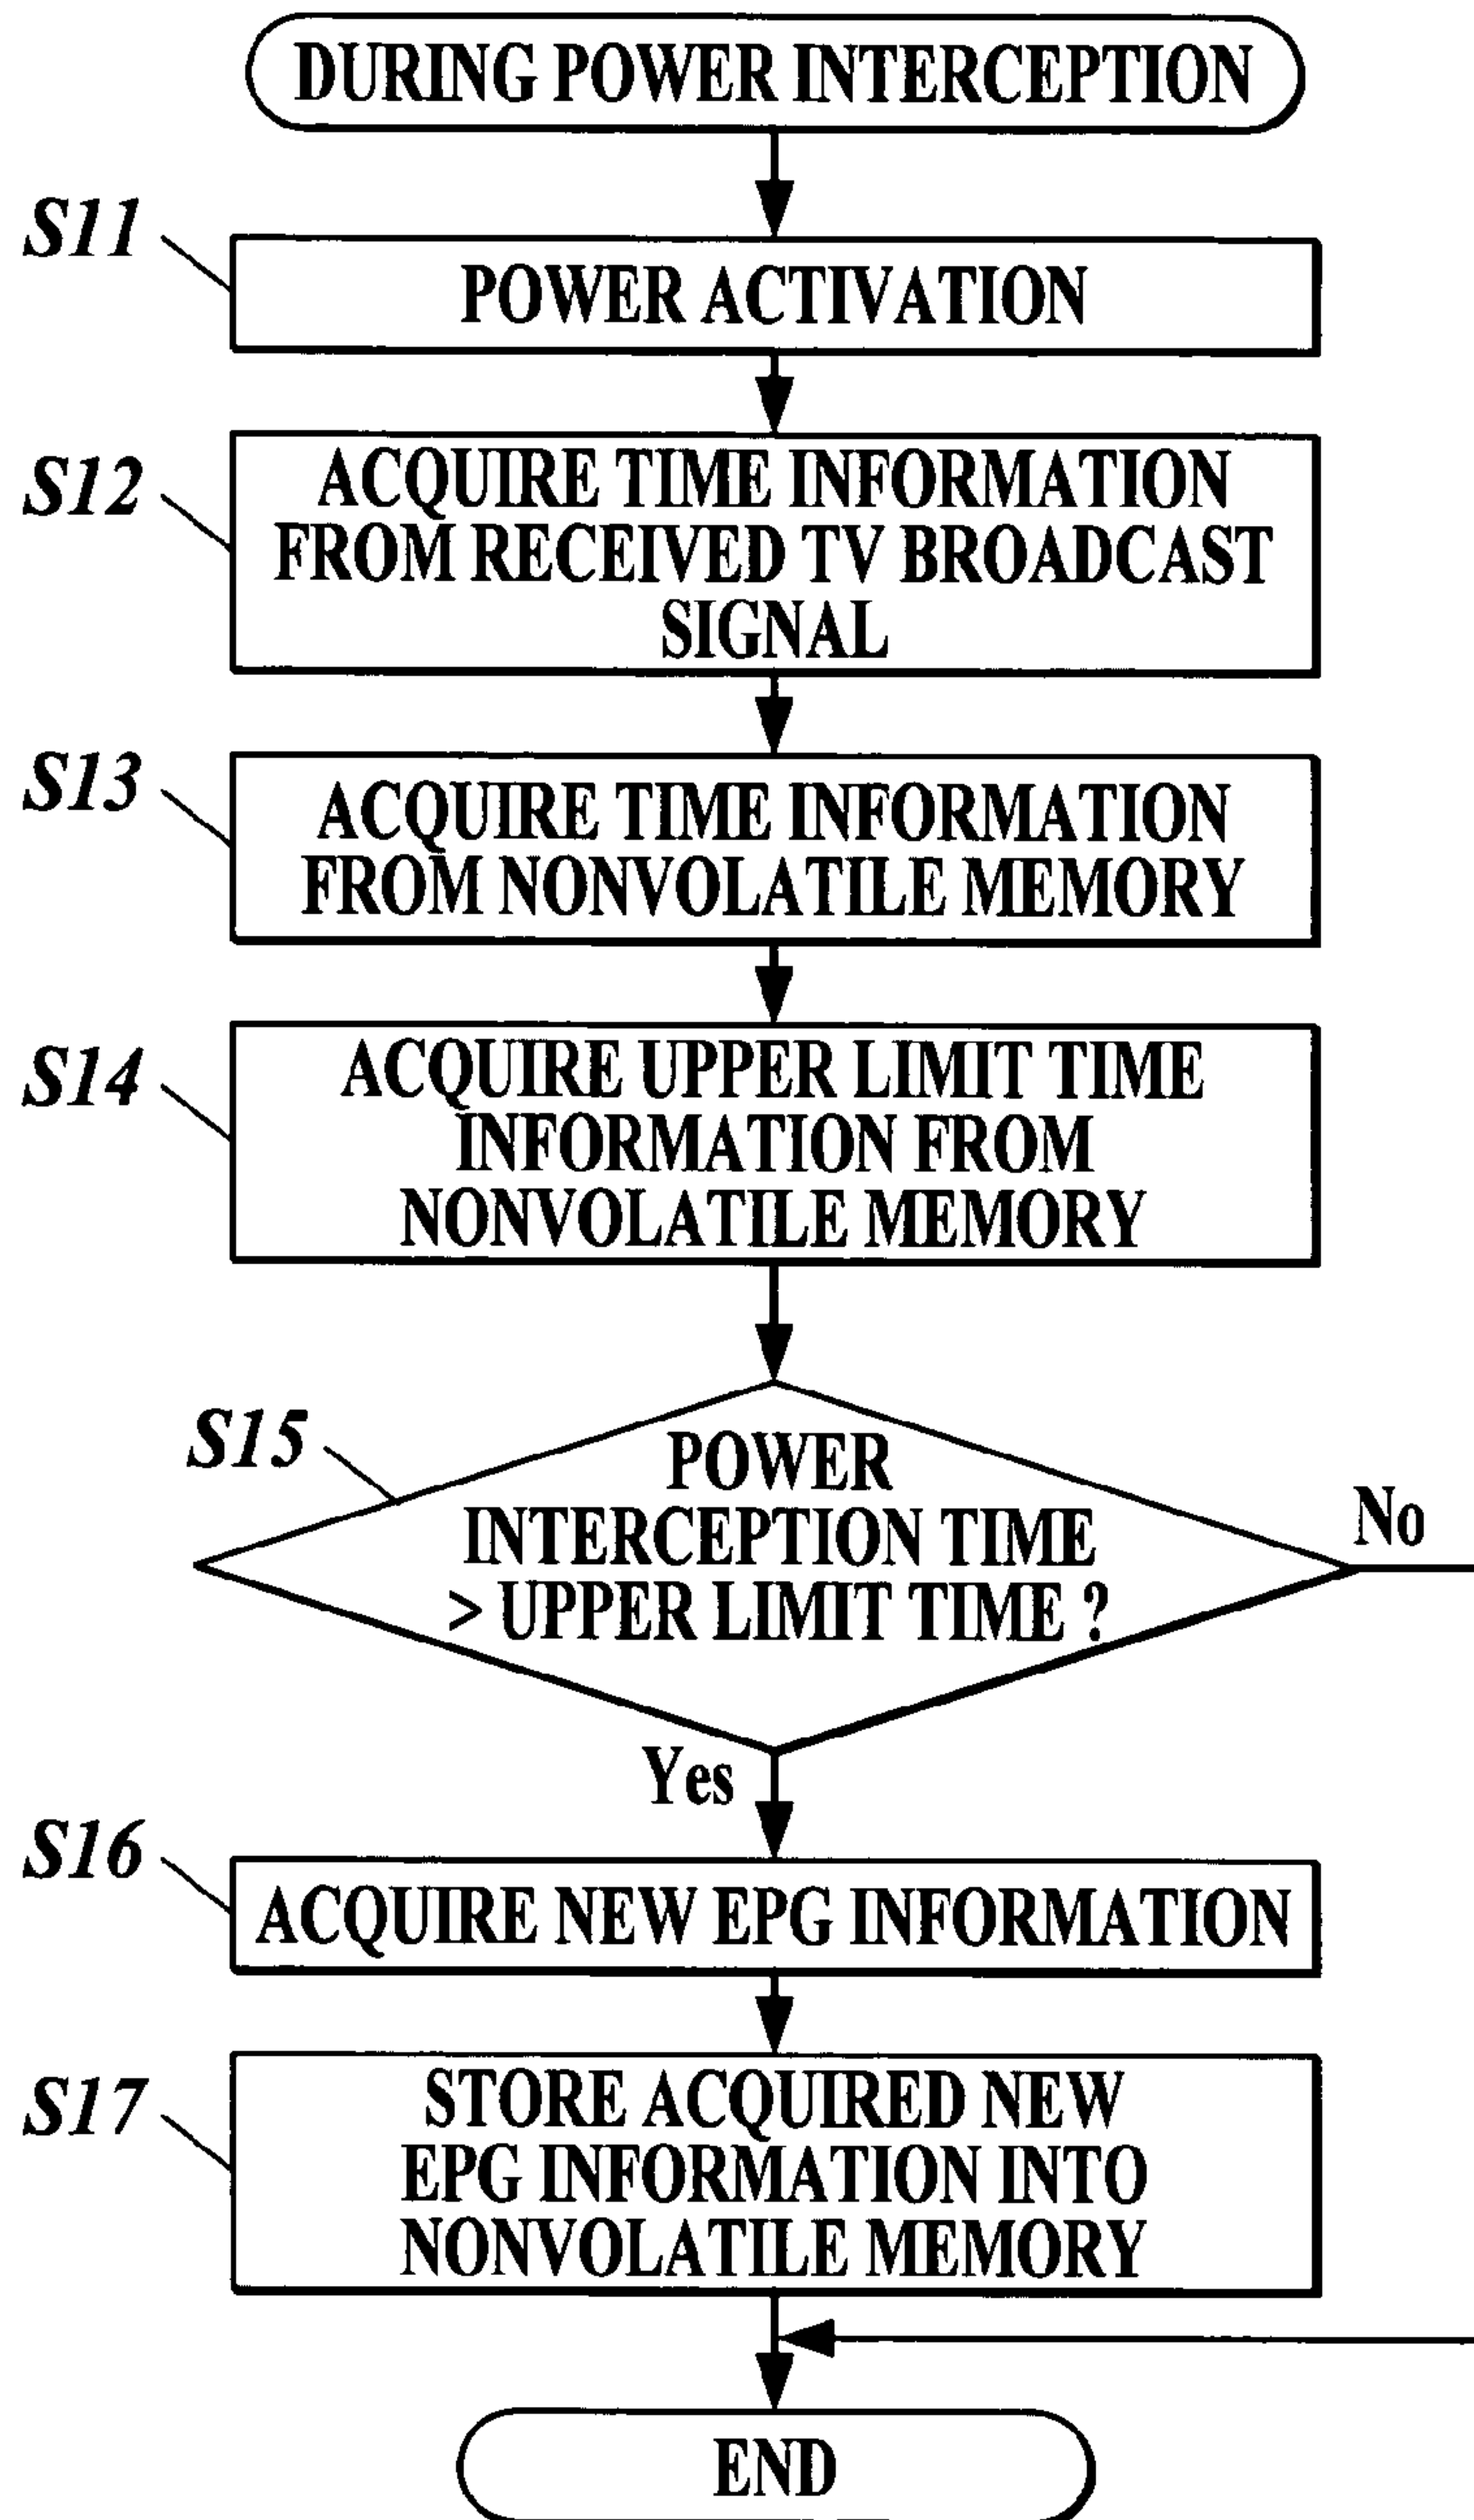 DURING POWER INTERCEPTION
S11
POWER ACTIVATION
S12
ACQUIRE TIME INFORMATION
FROM RECEIVED TV BROADCAST
SIGNAL
S13
ACQUIRE TIME INFORMATION
FROM NONVOLATILE MEMORY
S14
ACQUIRE UPPER LIMIT TIME
INFORMATION FROM
NONVOLATILE MEMORY
S15
POWER
INTERCEPTION TIME
> UPPER LIMIT TIME ?
No
Yes
S16
ACQUIRE NEW EPG INFORMATION
S17
STORE ACQUIRED NEW
EPG INFORMATION INTO
NONVOLATILE MEMORY
END